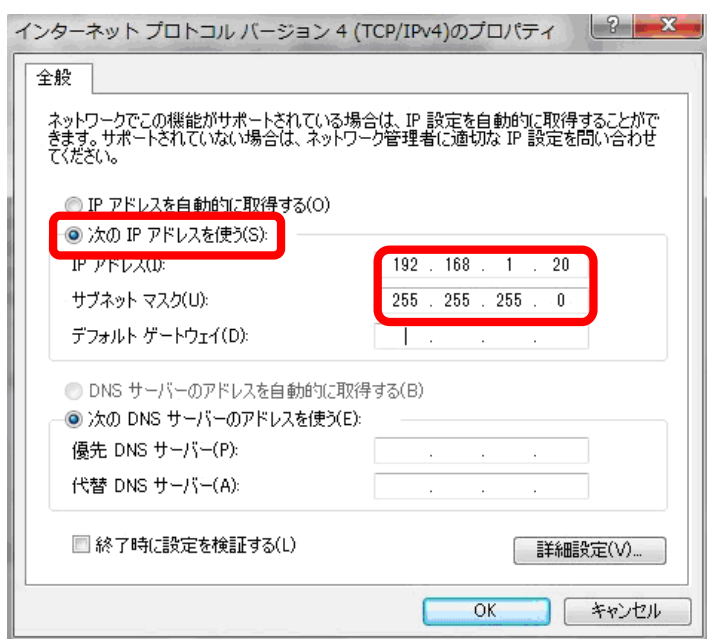 インターネット プロトコル バージョン 4 (TCP/IPv4)のプロパティ
全般
ネットワークでこの機能がサポートされている場合は、IP 設定を自動的に取得することがで
きます。サポートされていない場合は、ネットワーク管理者に適切な IP 設定を問い合わせ
てください。
IP アドレスを自動的に取得する(O)
次の IP アドレスを使う(S):
IP アドレス(I): 192 . 168 . 1 . 20
サブネット マスク(U): 255 . 255 . 255 . 0
デフォルト ゲートウェイ(D): . . .
DNS サーバーのアドレスを自動的に取得する(B)
次の DNS サーバーのアドレスを使う(E):
優先 DNS サーバー(P): . . .
代替 DNS サーバー(A): . . .
終了時に設定を検証する(L)
詳細設定(V)...
OK キャンセル